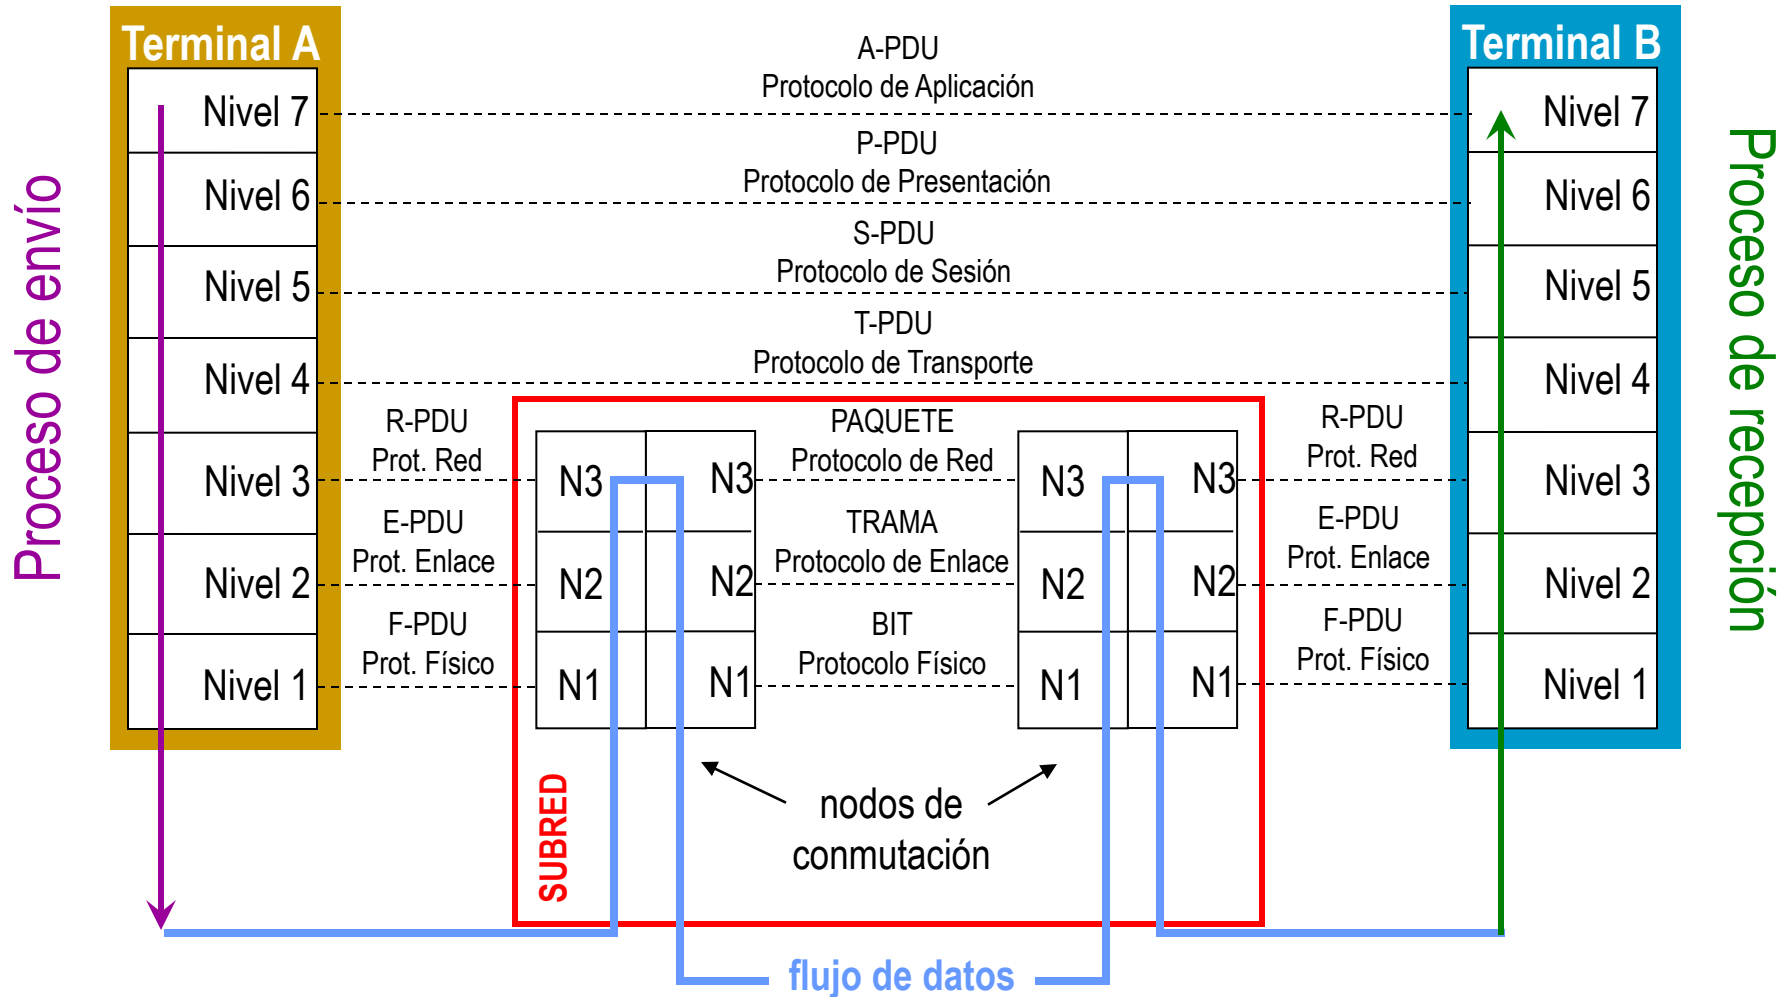 Terminal A
Terminal B
A-PDU
Protocolo de Aplicación
Nivel 7
Nivel 7
P-PDU
Protocolo de Presentación
Nivel 6
Nivel 6
S-PDU
Protocolo de Sesión
Nivel 5
Nivel 5
T-PDU
Protocolo de Transporte
Nivel 4
Nivel 4
R-PDU
Prot. Red
PAQUETE
Protocolo de Red
R-PDU
Prot. Red
Nivel 3
N3
N3
N3
N3
Nivel 3
E-PDU
Prot. Enlace
TRAMA
Protocolo de Enlace
E-PDU
Prot. Enlace
Nivel 2
N2
N2
N2
N2
Nivel 2
F-PDU
Prot. Físico
BIT
Protocolo Físico
F-PDU
Prot. Físico
Nivel 1
N1
N1
N1
N1
Nivel 1
Proceso de envío
Proceso de recepción
SUBRED
nodos de
conmutación
flujo de datos